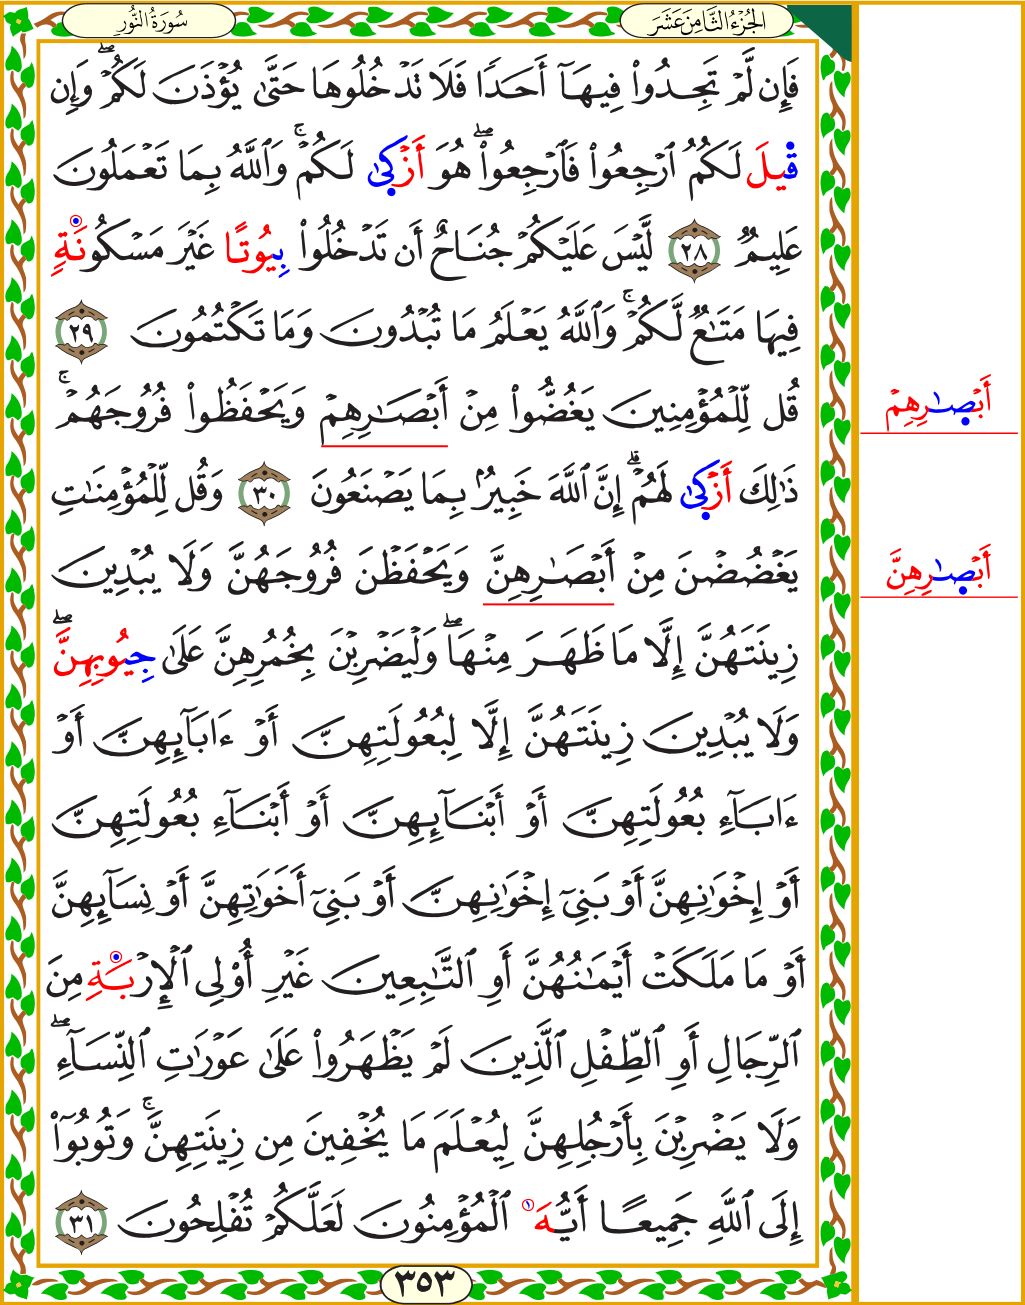 الجُزْءُ الثَّامِنَ عَشَرَ
سُورَةُ النُّورِ
فَإِن لَّمْ تَجِدُوا۟ فِيهَآ أَحَدًا فَلَا تَدْخُلُوهَا حَتَّىٰ يُؤْذَنَ لَكُمْ ۖ وَإِن
قِيلَ لَكُمُ ٱرْجِعُوا۟ فَٱرْجِعُوا۟ ۖ هُوَ أَزْكَىٰ لَكُمْ ۚ وَٱللَّهُ بِمَا تَعْمَلُونَ
عَلِيمٌ ٢٨ لَّيْسَ عَلَيْكُمْ جُنَاحٌ أَن تَدْخُلُوا۟ بِيُوتًا غَيْرَ مَسْكُونَةٍ
فِيهَا مَتَـٰعٌ لَّكُمْ ۚ وَٱللَّهُ يَعْلَمُ مَا تُبْدُونَ وَمَا تَكْتُمُونَ ٢٩
قُل لِّلْمُؤْمِنِينَ يَغُضُّوا۟ مِنْ أَبْصَـٰرِهِمْ وَيَحْفَظُوا۟ فُرُوجَهُمْ ۚ
أَبْصَـٰرِهِمْ
ذَٰلِكَ أَزْكَىٰ لَهُمْ ۗ إِنَّ ٱللَّهَ خَبِيرٌۢ بِمَا يَصْنَعُونَ ٣٠ وَقُل لِّلْمُؤْمِنَـٰتِ
يَغْضُضْنَ مِنْ أَبْصَـٰرِهِنَّ وَيَحْفَظْنَ فُرُوجَهُنَّ وَلَا يُبْدِينَ
أَبْصَـٰرِهِنَّ
زِينَتَهُنَّ إِلَّا مَا ظَهَرَ مِنْهَا ۖ وَلْيَضْرِبْنَ بِخُمُرِهِنَّ عَلَىٰ جِيُوبِهِنَّ ۖ
وَلَا يُبْدِينَ زِينَتَهُنَّ إِلَّا لِبُعُولَتِهِنَّ أَوْ ءَابَآئِهِنَّ أَوْ
ءَابَآءِ بُعُولَتِهِنَّ أَوْ أَبْنَآئِهِنَّ أَوْ أَبْنَآءِ بُعُولَتِهِنَّ
أَوْ إِخْوَٰنِهِنَّ أَوْ بَنِىٓ إِخْوَٰنِهِنَّ أَوْ بَنِىٓ أَخَوَٰتِهِنَّ أَوْ نِسَآئِهِنَّ
أَوْ مَا مَلَكَتْ أَيْمَـٰنُهُنَّ أَوِ ٱلتَّـٰبِعِينَ غَيْرِ أُو۟لِى ٱلْإِرْبَةِ مِنَ
ٱلرِّجَالِ أَوِ ٱلطِّفْلِ ٱلَّذِينَ لَمْ يَظْهَرُوا۟ عَلَىٰ عَوْرَٰتِ ٱلنِّسَآءِ ۖ
وَلَا يَضْرِبْنَ بِأَرْجُلِهِنَّ لِيُعْلَمَ مَا يُخْفِينَ مِن زِينَتِهِنَّ ۚ وَتُوبُوٓا۟
إِلَى ٱللَّهِ جَمِيعًا أَيُّهَ ١ ٱلْمُؤْمِنُونَ لَعَلَّكُمْ تُفْلِحُونَ ٣١
٣٥٣